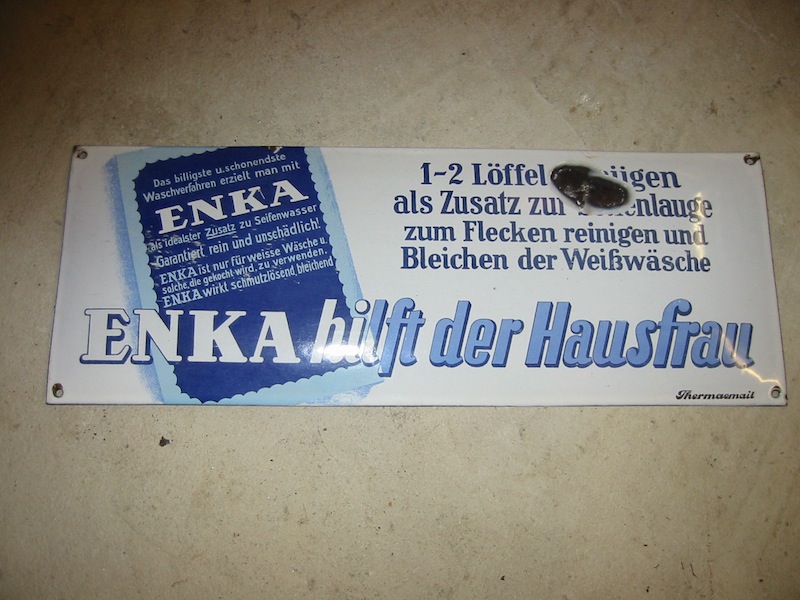 Das billigste u. schonendste
Waschverfahren erzielt man mit
ENKA
als idealster Zusatz zu Seifenwasser
Garantiert rein und unschädlich!
ENKA ist nur für weisse Wäsche u.
solche, die gekocht wird, zu verwenden.
ENKA wirkt schmutzlösend, bleichend
1-2 Löffel
als Zusatz zur
zum Flecken reinigen und
Bleichen der Weißwäsche
ENKA hilft der Hausfrau
Thermaemail